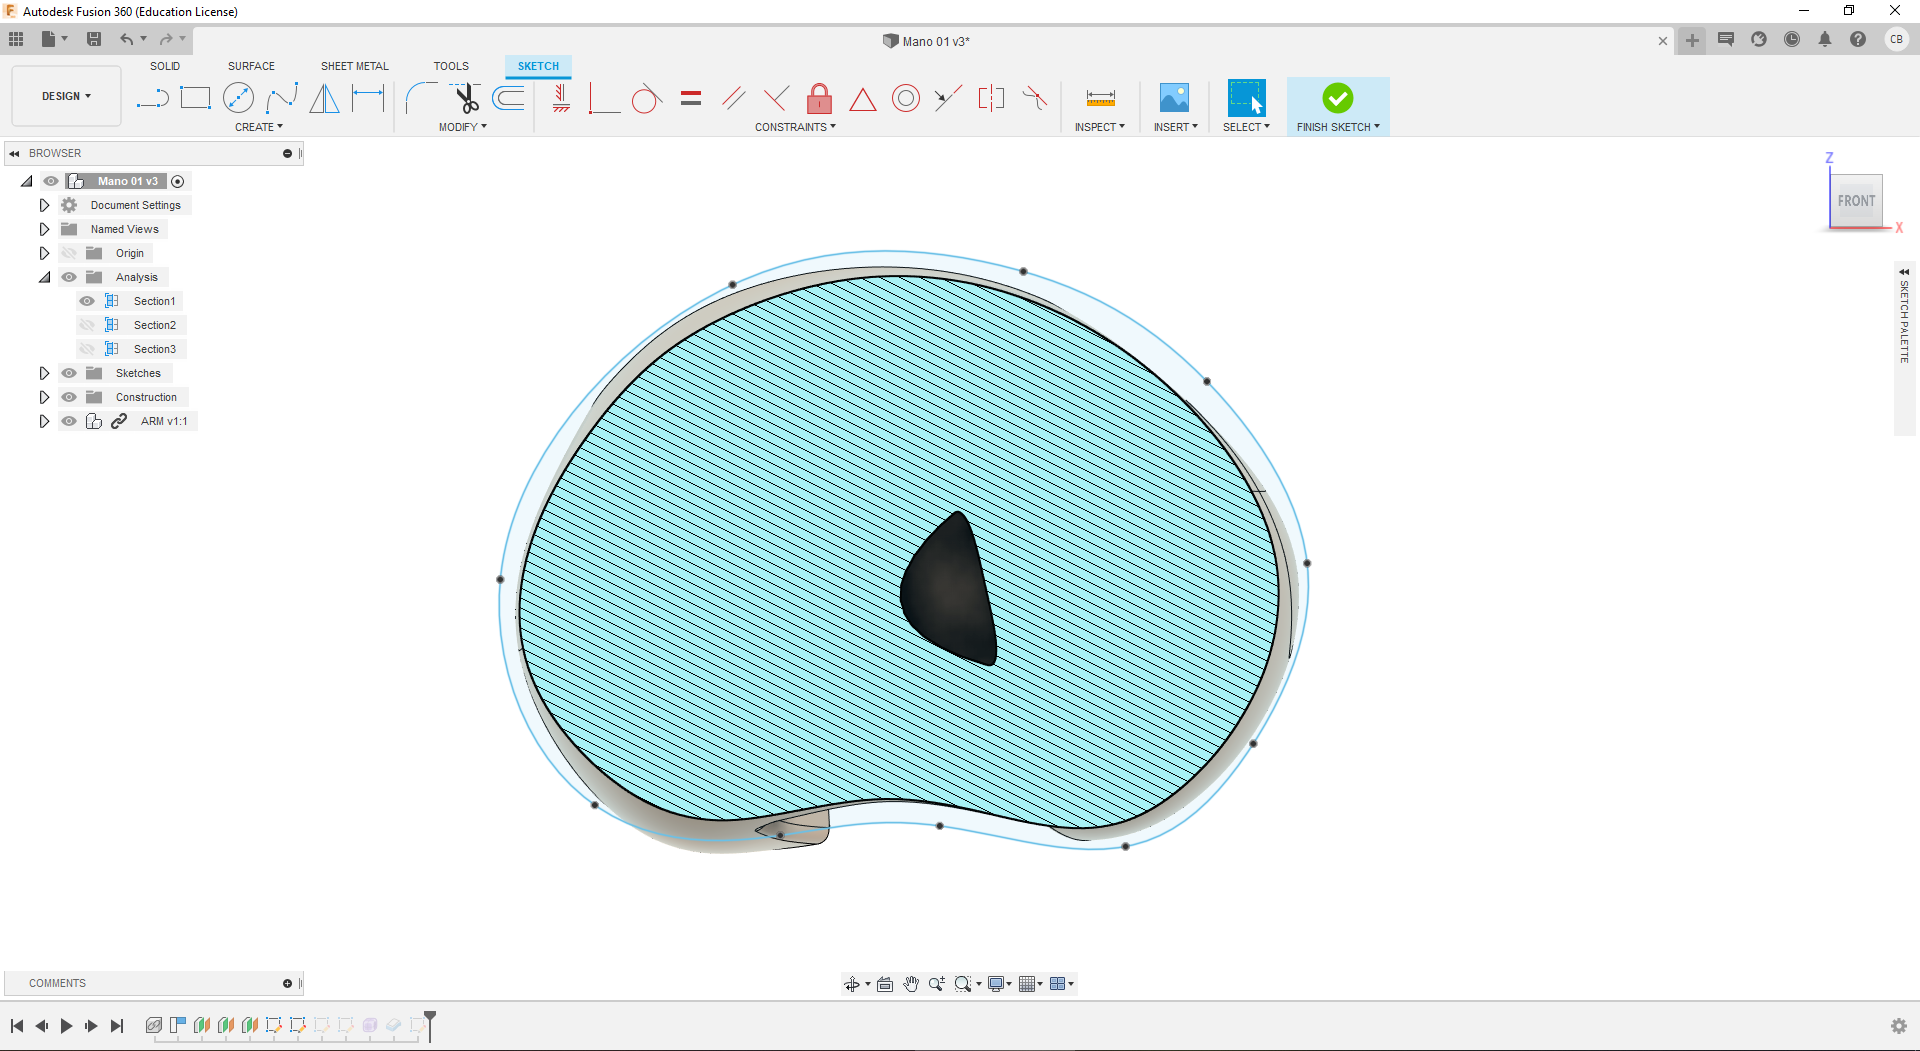 Autodesk Fusion 360 (Education License)
Mano 01 v3*
CB
SOLID SURFACE SHEET METAL TOOLS SKETCH
DESIGN
CREATE MODIFY CONSTRAINTS INSPECT INSERT SELECT FINISH SKETCH
BROWSER
Mano 01 v3
Document Settings
Named Views
Origin
Analysis
Section1
Section2
Section3
Sketches
Construction
ARM v1:1
Z
FRONT
X
SKETCH PALETTE
COMMENTS